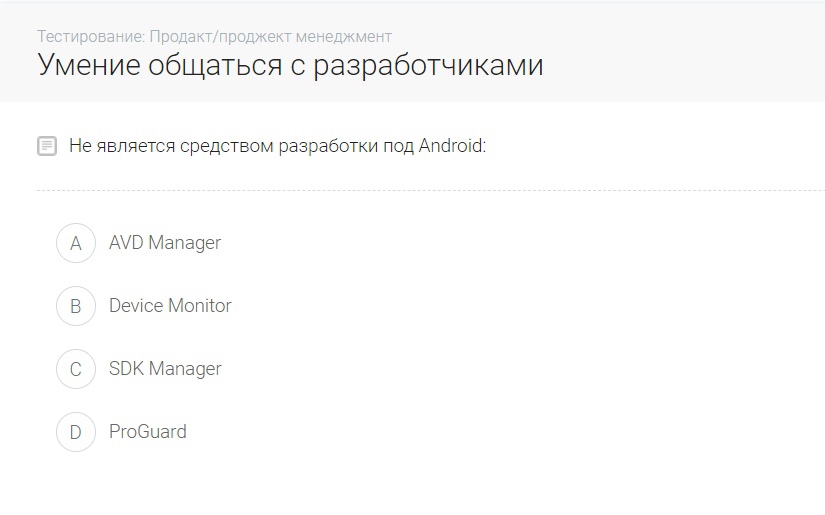 Тестирование: Продакт/проджект менеджмент
Умение общаться с разработчиками
Не является средством разработки под Android:
A AVD Manager
B Device Monitor
C SDK Manager
D ProGuard